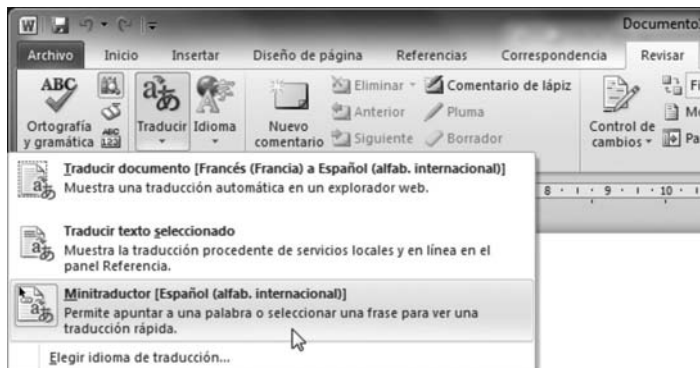 W
Documento
Archivo Inicio Insertar Diseño de página Referencias Correspondencia Revisar
ABC Eliminar Comentario de lápiz
Anterior Pluma
Ortografía y gramática Traducir Idioma Nuevo comentario Siguiente Borrador Control de cambios
Traducir documento [Francés (Francia) a Español (alfab. internacional)]
Muestra una traducción automática en un explorador web.
8 · 9 · 10
Traducir texto seleccionado
Muestra la traducción procedente de servicios locales y en línea en el
panel Referencia.
Minitraductor [Español (alfab. internacional)]
Permite apuntar a una palabra o seleccionar una frase para ver una
traducción rápida.
Elegir idioma de traducción...